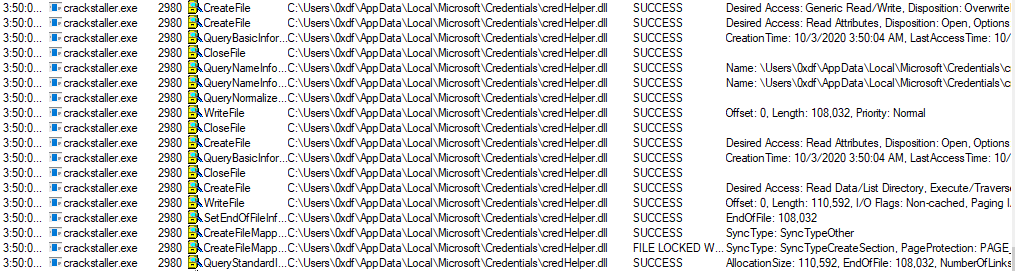 3:50:0... crackstaller.exe 2980 CreateFile C:\Users\0xdf\AppData\Local\Microsoft\Credentials\credHelper.dll SUCCESS Desired Access: Generic Read/Write, Disposition: Overwritel
3:50:0... crackstaller.exe 2980 CreateFile C:\Users\0xdf\AppData\Local\Microsoft\Credentials\credHelper.dll SUCCESS Desired Access: Read Attributes, Disposition: Open, Options
3:50:0... crackstaller.exe 2980 QueryBasicInfor... C:\Users\0xdf\AppData\Local\Microsoft\Credentials\credHelper.dll SUCCESS CreationTime: 10/3/2020 3:50:04 AM, LastAccessTime: 10/
3:50:0... crackstaller.exe 2980 CloseFile C:\Users\0xdf\AppData\Local\Microsoft\Credentials\credHelper.dll SUCCESS
3:50:0... crackstaller.exe 2980 QueryNameInfo... C:\Users\0xdf\AppData\Local\Microsoft\Credentials\credHelper.dll SUCCESS Name: \Users\0xdf\AppData\Local\Microsoft\Credentials\c
3:50:0... crackstaller.exe 2980 QueryNameInfo... C:\Users\0xdf\AppData\Local\Microsoft\Credentials\credHelper.dll SUCCESS Name: \Users\0xdf\AppData\Local\Microsoft\Credentials\c
3:50:0... crackstaller.exe 2980 QueryNormalize... C:\Users\0xdf\AppData\Local\Microsoft\Credentials\credHelper.dll SUCCESS
3:50:0... crackstaller.exe 2980 WriteFile C:\Users\0xdf\AppData\Local\Microsoft\Credentials\credHelper.dll SUCCESS Offset: 0, Length: 108,032, Priority: Normal
3:50:0... crackstaller.exe 2980 CloseFile C:\Users\0xdf\AppData\Local\Microsoft\Credentials\credHelper.dll SUCCESS
3:50:0... crackstaller.exe 2980 CreateFile C:\Users\0xdf\AppData\Local\Microsoft\Credentials\credHelper.dll SUCCESS Desired Access: Read Attributes, Disposition: Open, Options
3:50:0... crackstaller.exe 2980 QueryBasicInfor... C:\Users\0xdf\AppData\Local\Microsoft\Credentials\credHelper.dll SUCCESS CreationTime: 10/3/2020 3:50:04 AM, LastAccessTime: 10/
3:50:0... crackstaller.exe 2980 CloseFile C:\Users\0xdf\AppData\Local\Microsoft\Credentials\credHelper.dll SUCCESS
3:50:0... crackstaller.exe 2980 CreateFile C:\Users\0xdf\AppData\Local\Microsoft\Credentials\credHelper.dll SUCCESS Desired Access: Read Data/List Directory, Execute/Traverse
3:50:0... crackstaller.exe 2980 WriteFile C:\Users\0xdf\AppData\Local\Microsoft\Credentials\credHelper.dll SUCCESS Offset: 0, Length: 110,592, I/O Flags: Non-cached, Paging I.
3:50:0... crackstaller.exe 2980 SetEndOfFileInf... C:\Users\0xdf\AppData\Local\Microsoft\Credentials\credHelper.dll SUCCESS EndOfFile: 108,032
3:50:0... crackstaller.exe 2980 CreateFileMapp... C:\Users\0xdf\AppData\Local\Microsoft\Credentials\credHelper.dll SUCCESS SyncType: SyncTypeOther
3:50:0... crackstaller.exe 2980 CreateFileMapp... C:\Users\0xdf\AppData\Local\Microsoft\Credentials\credHelper.dll FILE LOCKED W... SyncType: SyncTypeCreateSection, PageProtection: PAGE_
3:50:0... crackstaller.exe 2980 QueryStandardI... C:\Users\0xdf\AppData\Local\Microsoft\Credentials\credHelper.dll SUCCESS AllocationSize: 110,592, EndOfFile: 108,032, NumberOfLinks